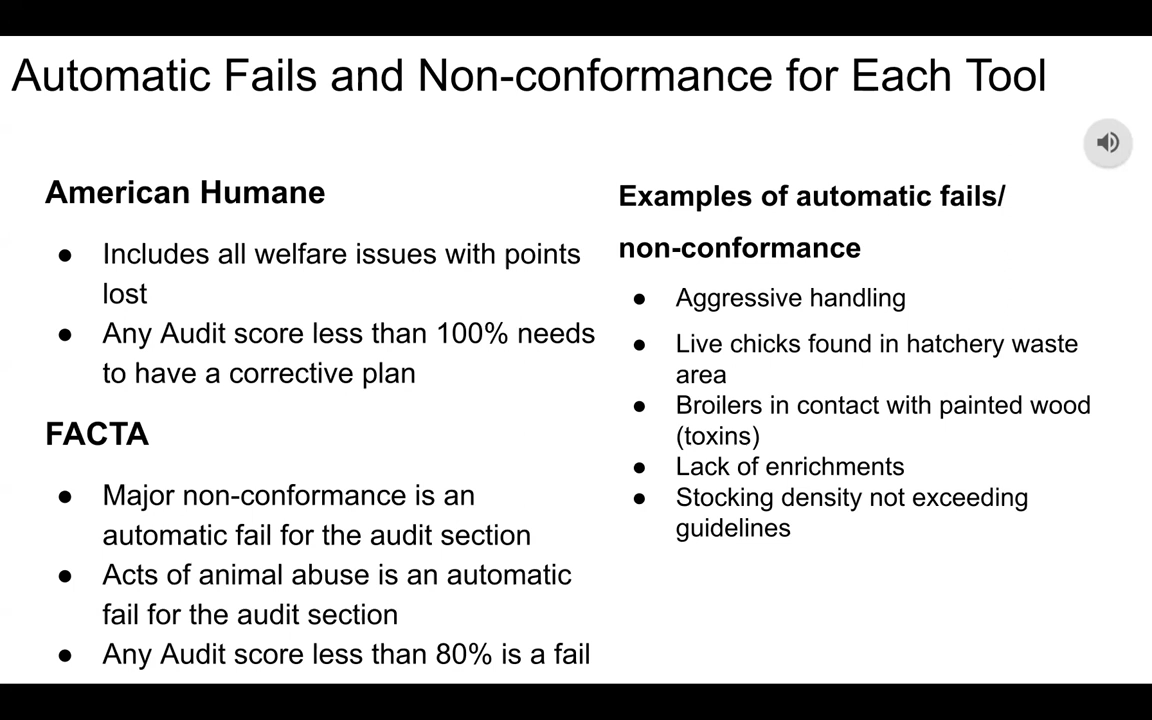 Automatic Fails and Non-conformance for Each Tool
American Humane
● Includes all welfare issues with points
lost
● Any Audit score less than 100% needs
to have a corrective plan
FACTA
● Major non-conformance is an
automatic fail for the audit section
● Acts of animal abuse is an automatic
fail for the audit section
● Any Audit score less than 80% is a fail
Examples of automatic fails/
non-conformance
● Aggressive handling
● Live chicks found in hatchery waste
area
● Broilers in contact with painted wood
(toxins)
● Lack of enrichments
● Stocking density not exceeding
guidelines